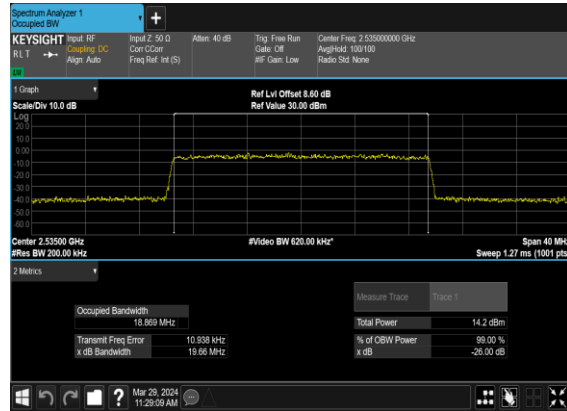 Spectrum Analyzer 1
Occupied BW
+
KEYSIGHT Input: RF Input Z: 50 Ω Atten: 40 dB Trig: Free Run Center Freq: 2.535000000 GHz
RLT Coupling: DC Corr CCorr Gate: Off Avg|Hold: 100/100
Align: Auto Freq Ref: Int (S) #IF Gain: Low Radio Std: None
1 Graph
Ref Lvl Offset 8.60 dB
Scale/Div 10.0 dB Ref Value 30.00 dBm
Log
20.0
10.0
0.00
-10.0
-20.0
-30.0
-40.0
-50.0
-60.0
Center 2.53500 GHz #Video BW 620.00 kHz* Span 40 MHz
#Res BW 200.00 kHz Sweep 1.27 ms (1001 pts
2 Metrics
Measure Trace Trace 1
Occupied Bandwidth
18.869 MHz Total Power 14.2 dBm
Transmit Freq Error 10.938 kHz % of OBW Power 99.00 %
x dB Bandwidth 19.66 MHz x dB -26.00 dB
? Mar 29, 2024
11:29:09 AM